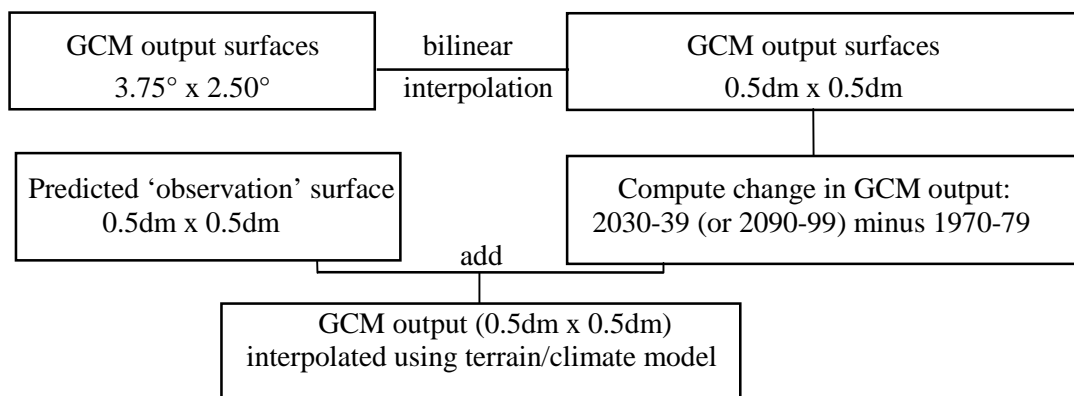 GCM output surfaces
3.75° x 2.50°
bilinear
interpolation
GCM output surfaces
0.5dm x 0.5dm
Predicted ‘observation’ surface
0.5dm x 0.5dm
Compute change in GCM output:
2030-39 (or 2090-99) minus 1970-79
add
GCM output (0.5dm x 0.5dm)
interpolated using terrain/climate model